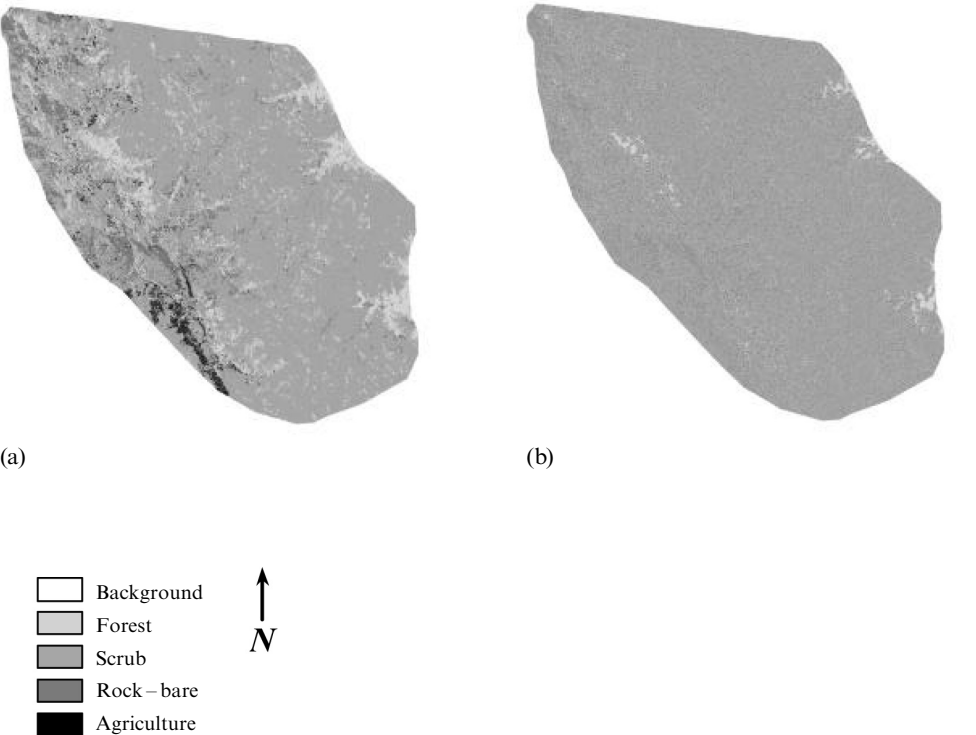 (a)
(b)
Background
Forest
Scrub
Rock – bare
Agriculture
N